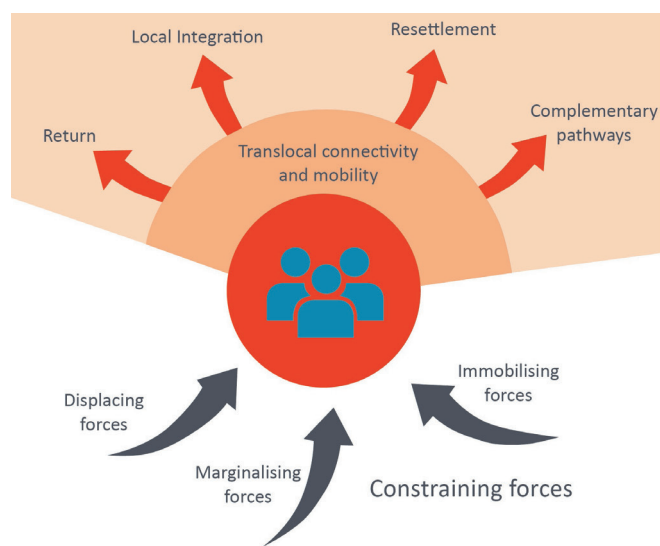 Resettlement
Local Integration
Complementary
pathways
Return
Translocal connectivity
and mobility
Immobilising
forces
Displacing
forces
Marginalising
forces
Constraining forces